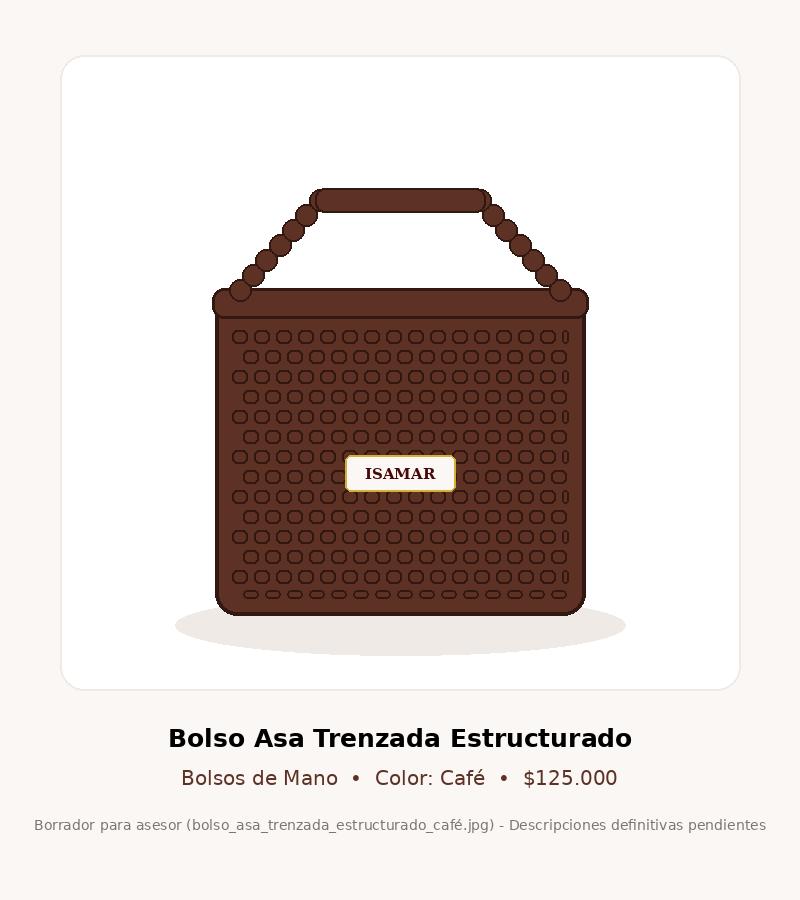 ISAMAR
Bolso Asa Trenzada Estructurado
Bolsos de Mano • Color: Café • $125.000
Borrador para asesor (bolso_asa_trenzada_estructurado_café.jpg) - Descripciones definitivas pendientes